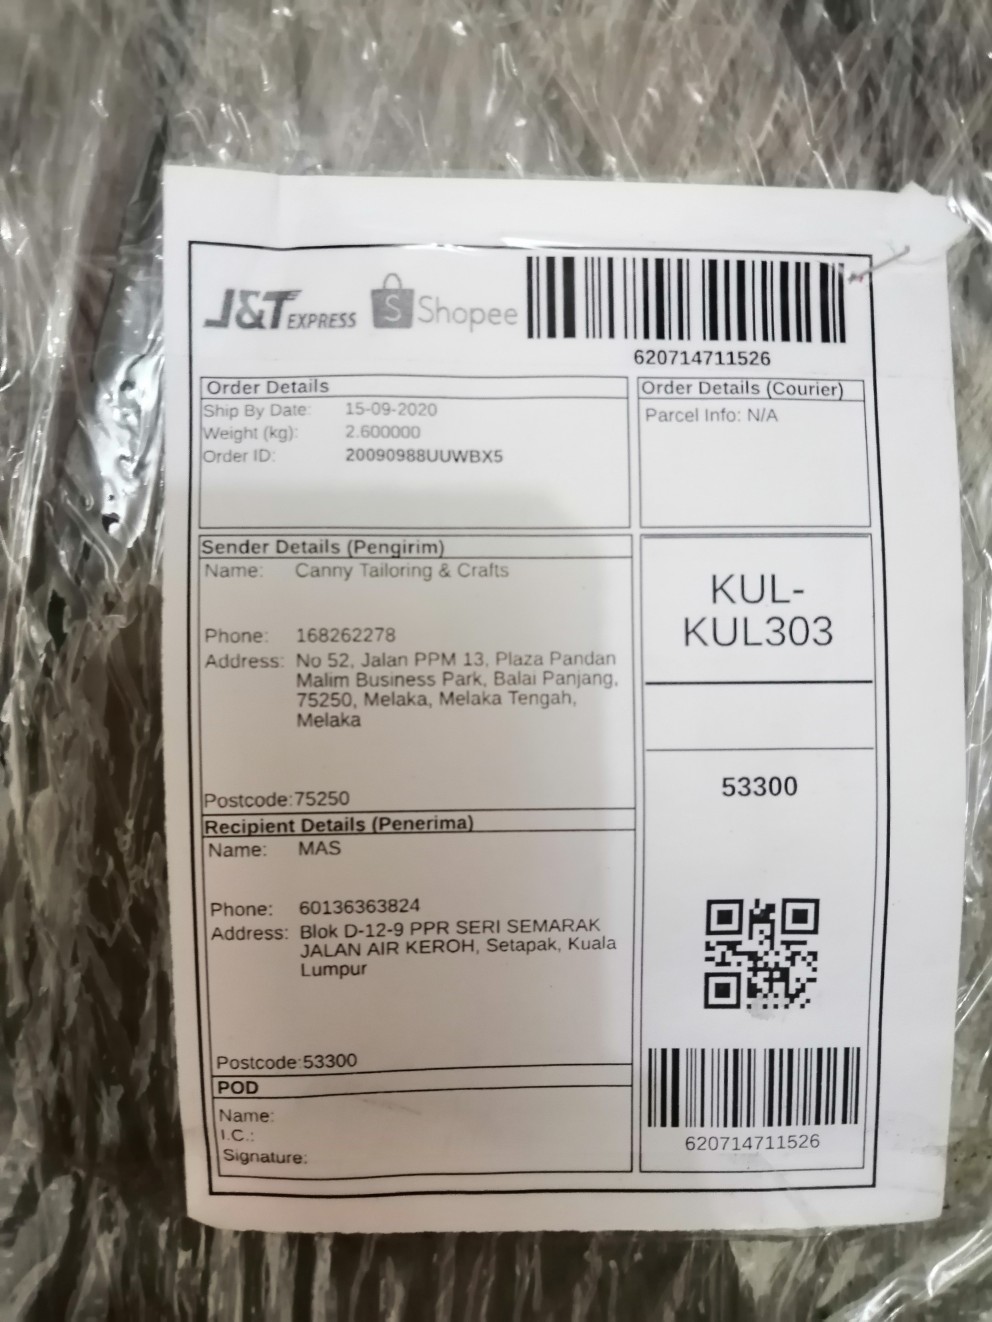 J&T EXPRESS
S Shopee
620714711526
Order Details
Ship By Date: 15-09-2020
Weight (kg): 2.600000
Order ID: 20090988UUWBX5
Order Details (Courier)
Parcel Info: N/A
Sender Details (Pengirim)
Name: Canny Tailoring & Crafts
Phone: 168262278
Address: No 52, Jalan PPM 13, Plaza Pandan
Malim Business Park, Balai Panjang,
75250, Melaka, Melaka Tengah,
Melaka
Postcode:75250
KUL-
KUL303
53300
Recipient Details (Penerima)
Name: MAS
Phone: 60136363824
Address: Blok D-12-9 PPR SERI SEMARAK
JALAN AIR KEROH, Setapak, Kuala
Lumpur
Postcode:53300
POD
Name:
I.C.:
Signature:
620714711526